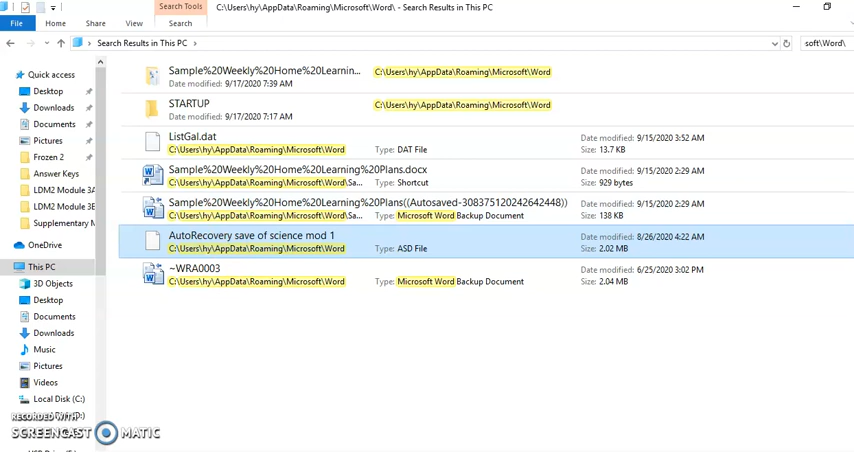 Search Tools
C:\Users\hy\AppData\Roaming\Microsoft\Word\ - Search Results in This PC
File Home Share View Search
Search Results in This PC
soft\Word\
Quick access
Desktop
Downloads
Documents
Pictures
Frozen 2
Answer Keys
LDM2 Module 3A
LDM2 Module 3B
Supplementary M
OneDrive
This PC
3D Objects
Desktop
Documents
Downloads
Music
Pictures
Videos
Local Disk (C:)
Sample%20Weekly%20Home%20Learnin... C:\Users\hy\AppData\Roaming\Microsoft\Word
Date modified: 9/17/2020 7:39 AM
STARTUP C:\Users\hy\AppData\Roaming\Microsoft\Word
Date modified: 9/17/2020 7:17 AM
ListGal.dat Date modified: 9/15/2020 3:52 AM
C:\Users\hy\AppData\Roaming\Microsoft\Word Type: DAT File Size: 13.7 KB
Sample%20Weekly%20Home%20Learning%20Plans.docx Date modified: 9/15/2020 2:29 AM
C:\Users\hy\AppData\Roaming\Microsoft\Word\Sa... Type: Shortcut Size: 929 bytes
Sample%20Weekly%20Home%20Learning%20Plans((Autosaved-308375120242642448)) Date modified: 9/15/2020 2:29 AM
C:\Users\hy\AppData\Roaming\Microsoft\Word\Sa... Type: Microsoft Word Backup Document Size: 138 KB
AutoRecovery save of science mod 1 Date modified: 8/26/2020 4:22 AM
C:\Users\hy\AppData\Roaming\Microsoft\Word Type: ASD File Size: 2.02 MB
~WRA0003 Date modified: 6/25/2020 3:02 PM
C:\Users\hy\AppData\Roaming\Microsoft\Word Type: Microsoft Word Backup Document Size: 2.04 MB
RECORDED WITH
SCREENCAST MATIC